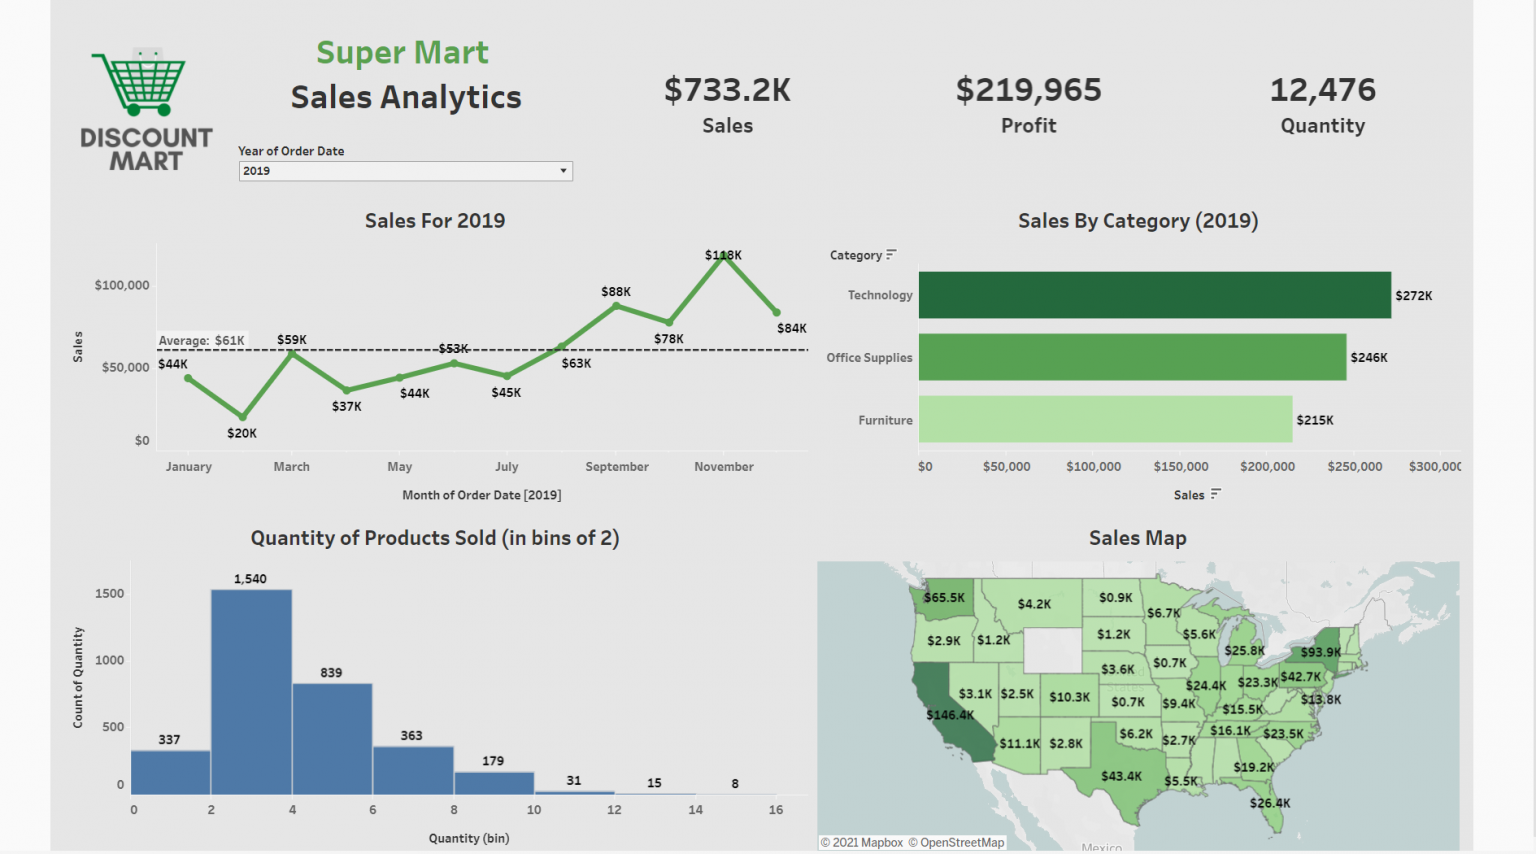 Super Mart
Sales Analytics
DISCOUNT
MART
Year of Order Date
2019
$733.2K
Sales
$219,965
Profit
12,476
Quantity
Sales For 2019
Sales
$100,000
$50,000
$0
Average: $61K
$44K
$20K
$59K
$37K
$44K
$53K
$45K
$63K
$88K
$78K
$118K
$84K
January
March
May
July
September
November
Month of Order Date [2019]
Sales By Category (2019)
Category
Technology
$272K
Office Supplies
$246K
Furniture
$215K
$0
$50,000
$100,000
$150,000
$200,000
$250,000
$300,000
Sales
Quantity of Products Sold (in bins of 2)
Count of Quantity
1500
1000
500
0
337
1,540
839
363
179
31
15
8
0
2
4
6
8
10
12
14
16
Quantity (bin)
Sales Map
$65.5K
$4.2K
$0.9K
$6.7K
$2.9K
$1.2K
$1.2K
$5.6K
$25.8K
$93.9K
$3.6K
$0.7K
$3.1K
$2.5K
$10.3K
$0.7K
$24.4K
$23.3K
$42.7K
$13.8K
$146.4K
$9.4K
$15.5K
$11.1K
$2.8K
$6.2K
$2.7K
$16.1K
$23.5K
$43.4K
$5.5K
$19.2K
$26.4K
© 2021 Mapbox © OpenStreetMap
Mexico